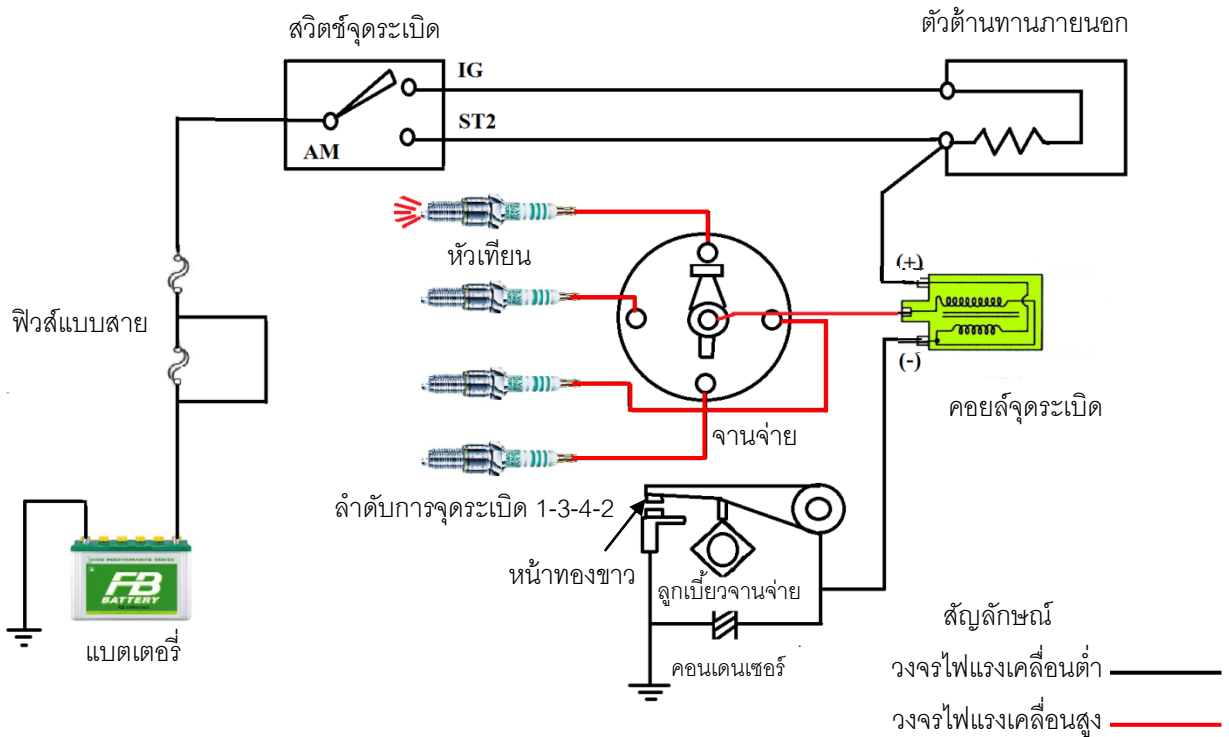 สวิตช์จุดระเบิด
ตัวต้านทานภายนอก
IG
ST2
AM
หัวเทียน
(+)
ฟิวส์แบบสาย
(-)
คอยล์จุดระเบิด
จานจ่าย
ลำดับการจุดระเบิด 1-3-4-2
หน้าทองขาว
ลูกเบี้ยวจานจ่าย
FB
BATTERY
แบตเตอรี่
คอนเดนเซอร์
สัญลักษณ์
วงจรไฟแรงเคลื่อนต่ำ
วงจรไฟแรงเคลื่อนสูง